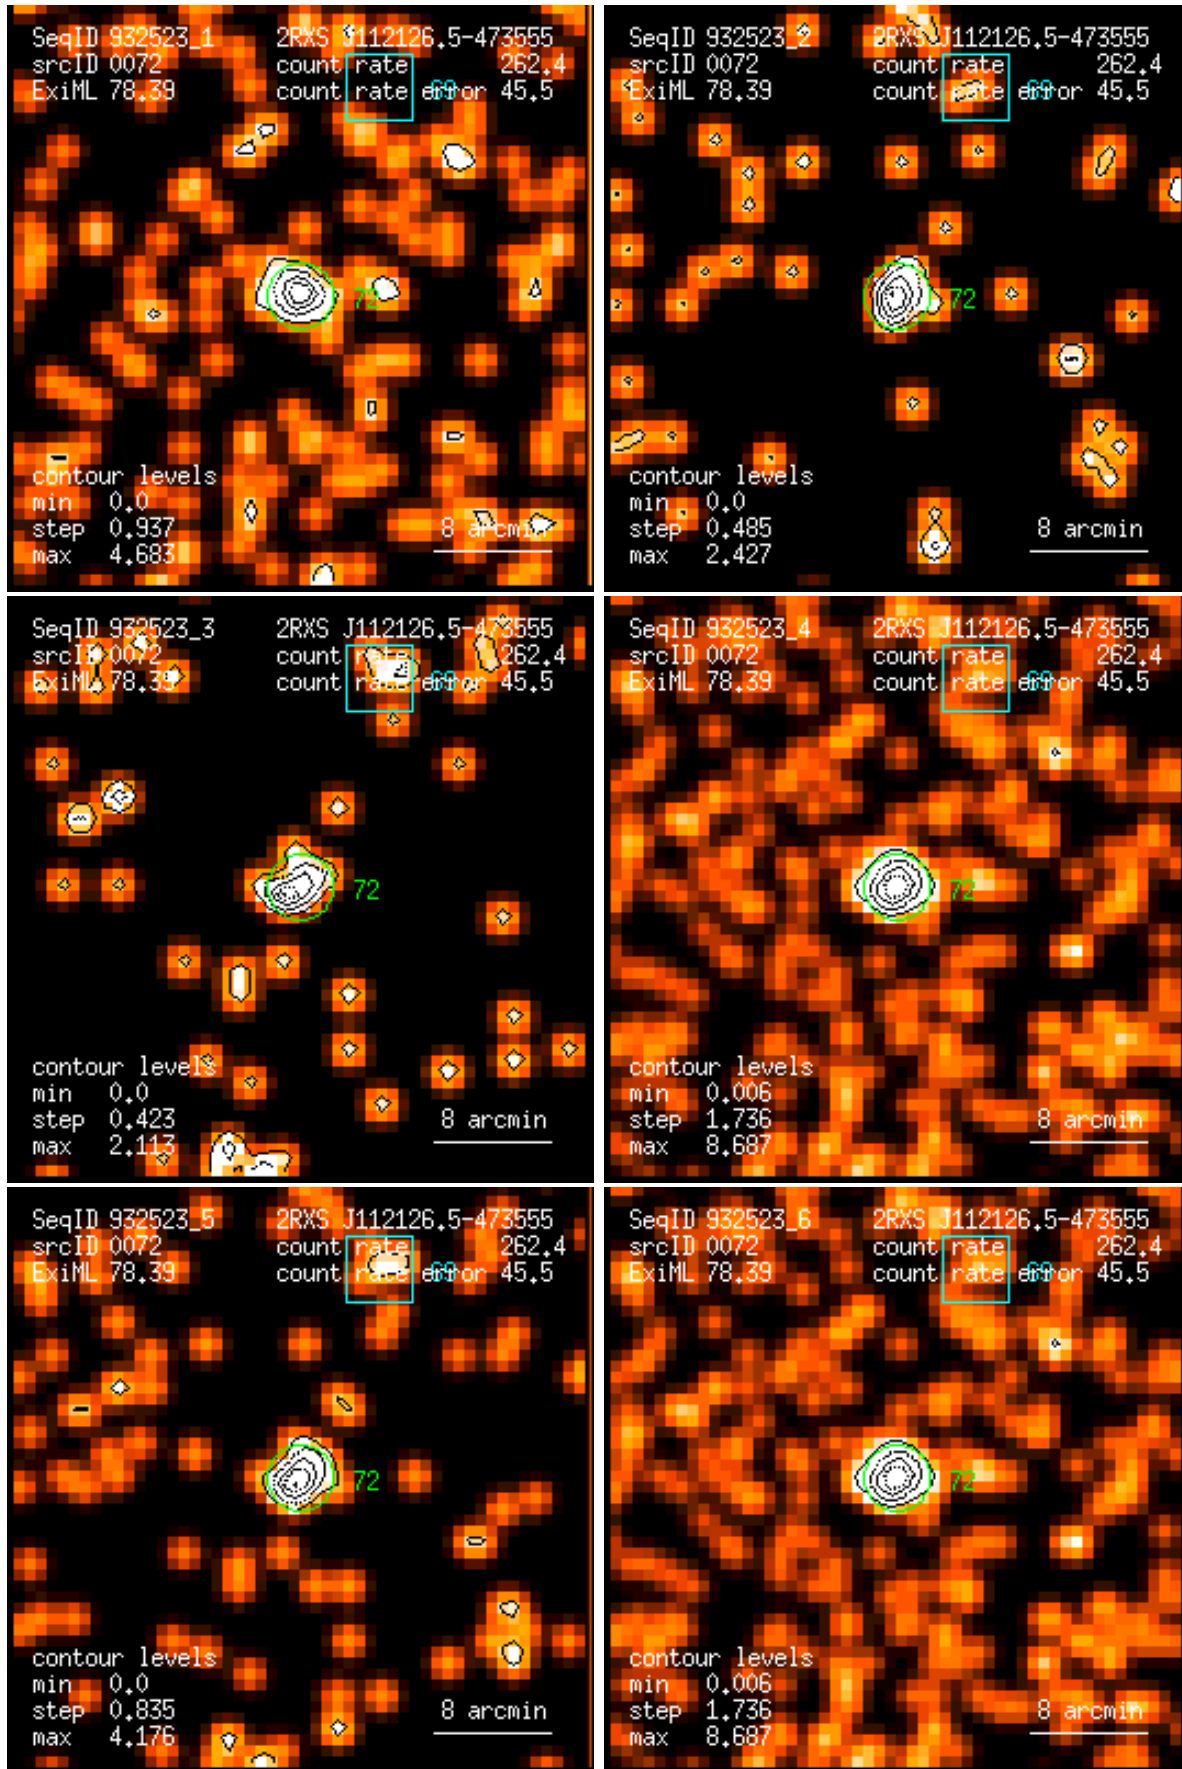 SeqID 932523_1 2RXS J112126.5-473555
srcID 0072 count rate 262.4
ExiML 78.39 count rate error 45.5
69
72
contour levels
min 0.0
step 0.937
max 4.683
8 arcmin
SeqID 932523_2 2RXS J112126.5-473555
srcID 0072 count rate 262.4
ExiML 78.39 count rate error 45.5
69
72
contour levels
min 0.0
step 0.485
max 2.427
8 arcmin
SeqID 932523_3 2RXS J112126.5-473555
srcID 0072 count rate 262.4
ExiML 78.39 count rate error 45.5
69
72
contour levels
min 0.0
step 0.423
max 2.113
8 arcmin
SeqID 932523_4 2RXS J112126.5-473555
srcID 0072 count rate 262.4
ExiML 78.39 count rate error 45.5
69
72
contour levels
min 0.006
step 1.736
max 8.687
8 arcmin
SeqID 932523_5 2RXS J112126.5-473555
srcID 0072 count rate 262.4
ExiML 78.39 count rate error 45.5
69
72
contour levels
min 0.0
step 0.835
max 4.176
8 arcmin
SeqID 932523_6 2RXS J112126.5-473555
srcID 0072 count rate 262.4
ExiML 78.39 count rate error 45.5
69
72
contour levels
min 0.006
step 1.736
max 8.687
8 arcmin